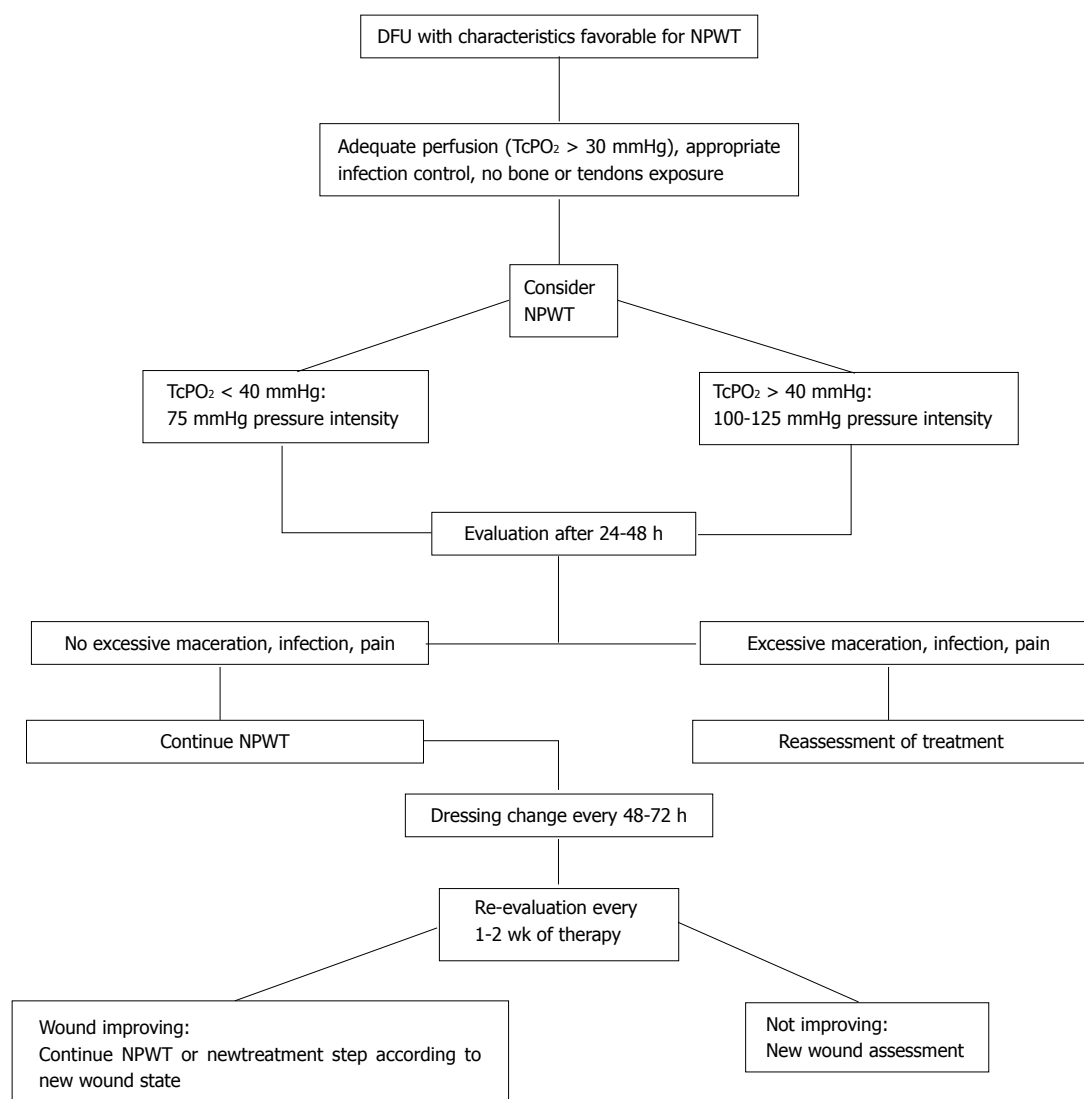 DFU with characteristics favorable for NPWT
Adequate perfusion (TcPO₂ > 30 mmHg), appropriate
infection control, no bone or tendons exposure
Consider
NPWT
TcPO₂ < 40 mmHg:
75 mmHg pressure intensity
TcPO₂ > 40 mmHg:
100-125 mmHg pressure intensity
Evaluation after 24-48 h
No excessive maceration, infection, pain
Excessive maceration, infection, pain
Continue NPWT
Reassessment of treatment
Dressing change every 48-72 h
Re-evaluation every
1-2 wk of therapy
Wound improving:
Continue NPWT or newtreatment step according to
new wound state
Not improving:
New wound assessment